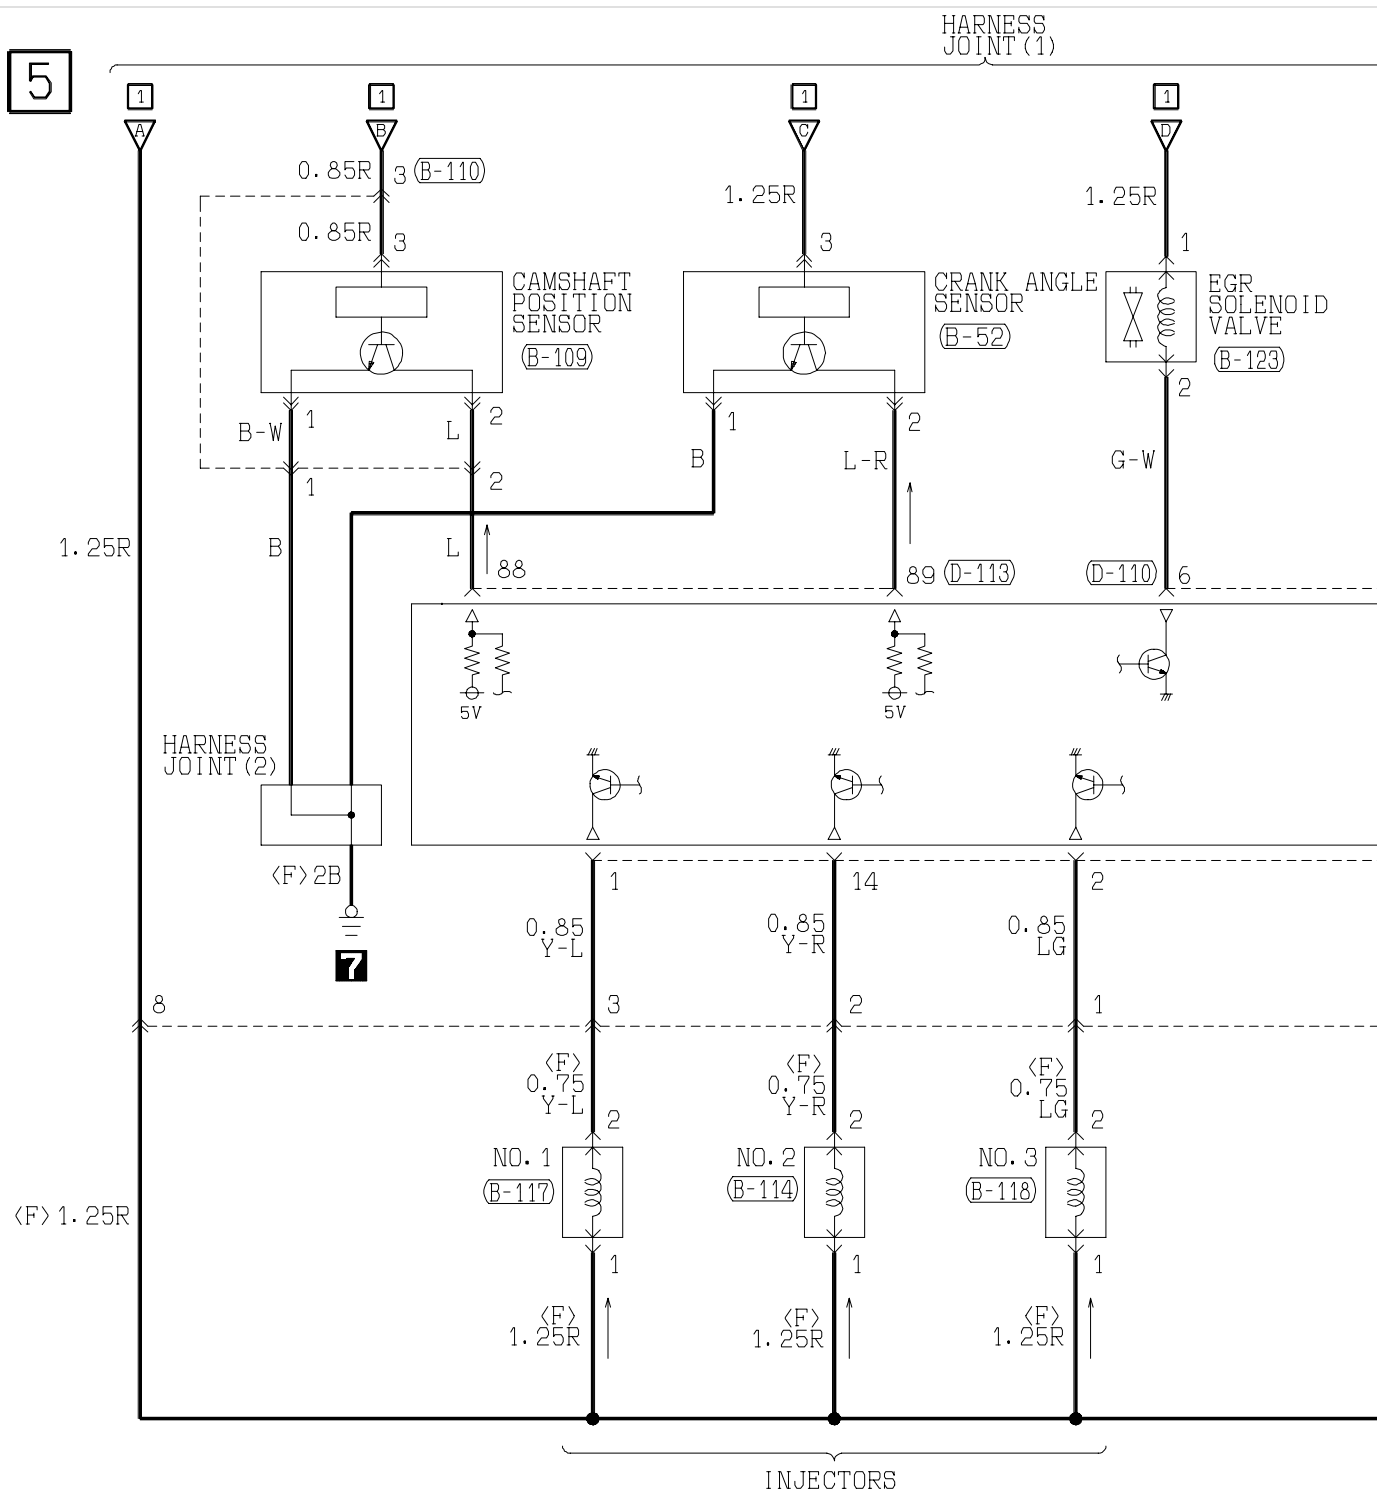 HARNESS
JOINT(1)
5
1 1 1 1
A B C D
0.85R 3 (B-110)
1.25R 1.25R
0.85R 3 3 1
CAMSHAFT
POSITION
SENSOR
(B-109)
CRANK ANGLE
SENSOR
(B-52)
EGR
SOLENOID
VALVE
(B-123)
1 2 1 2 2
B-W L B L-R G-W
1 2
1.25R B L
88 89 (D-113) (D-110) 6
5V 5V
HARNESS
JOINT(2)
<F>2B
7
1 14 2
0.85
Y-L
0.85
Y-R
0.85
LG
8 3 2 1
<F>
0.75
Y-L
<F>
0.75
Y-R
<F>
0.75
LG
2 2 2
NO.1
(B-117)
NO.2
(B-114)
NO.3
(B-118)
<F>1.25R
1 1 1
<F>
1.25R
<F>
1.25R
<F>
1.25R
INJECTORS